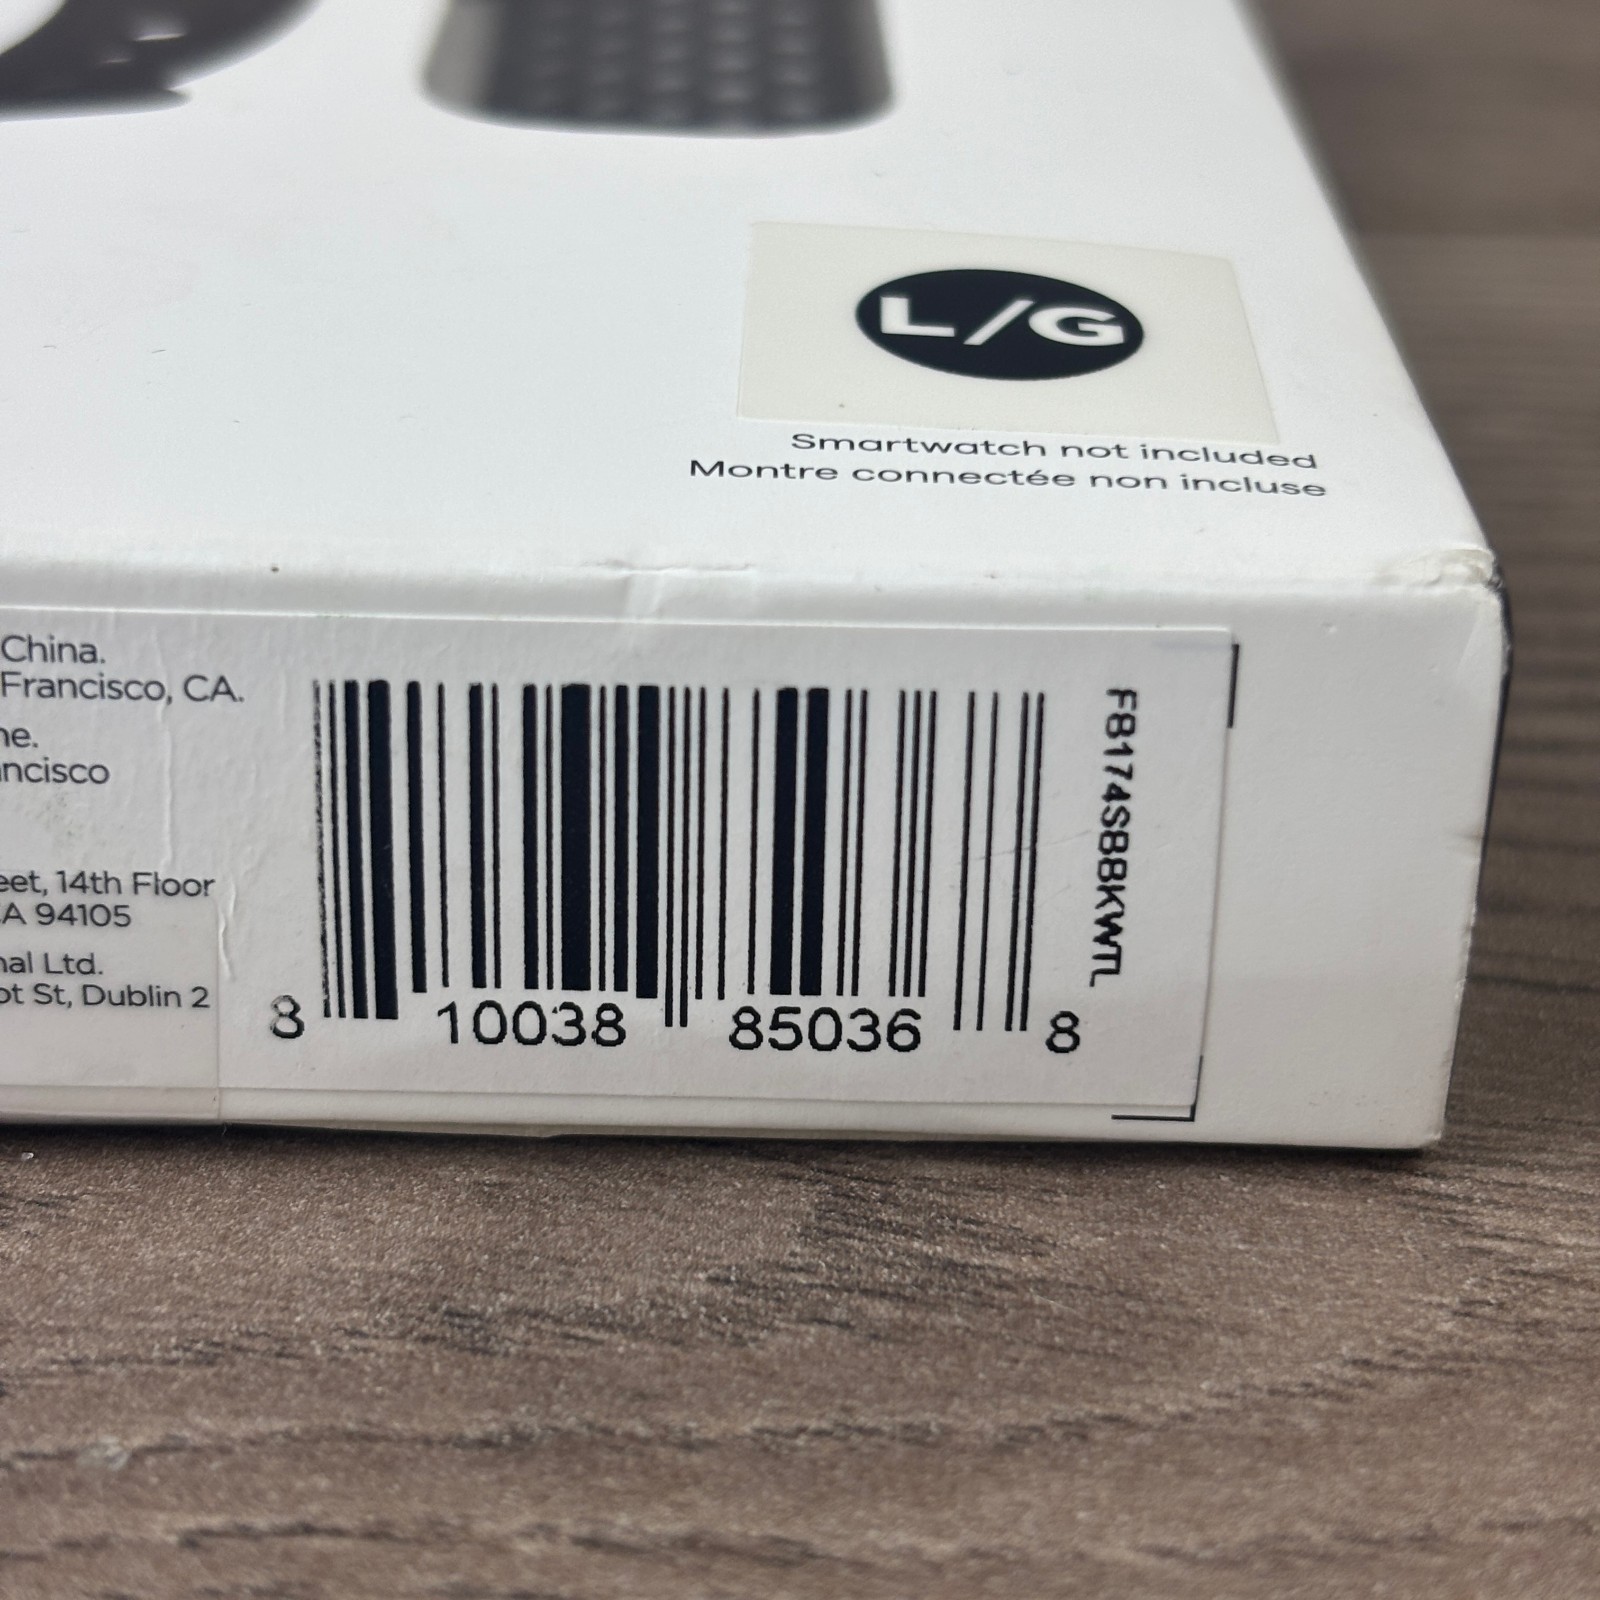 L/G
Smartwatch not included
Montre connectée non incluse
China.
Francisco, CA.
ne.
ncisco
eet, 14th Floor
CA 94105
nal Ltd.
ot St, Dublin 2
8 10038 85036 8
FB174SBBKWTL